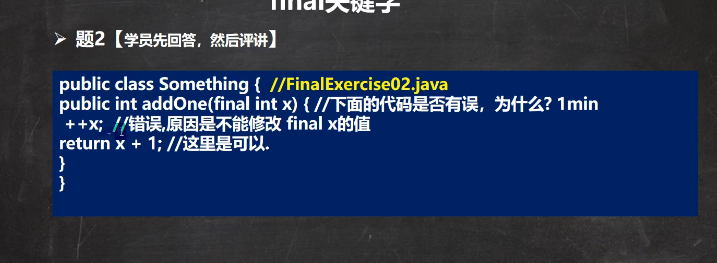 final关键字
➢ 题2【学员先回答，然后评讲】
public class Something { //FinalExercise02.java
public int addOne(final int x) { //下面的代码是否有误，为什么? 1min
++x; //错误,原因是不能修改 final x的值
return x + 1; //这里是可以.
}
}